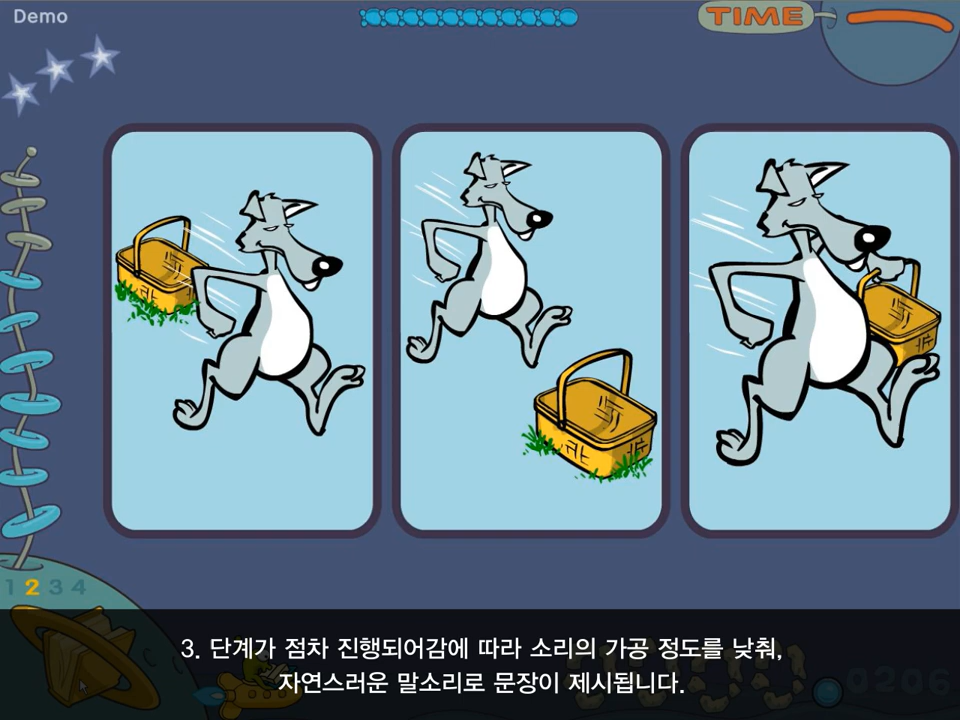 Demo
TIME
1 2 3 4
3. 단계가 점차 진행되어감에 따라 소리의 가공 정도를 낮춰,
자연스러운 말소리로 문장이 제시됩니다.
0206